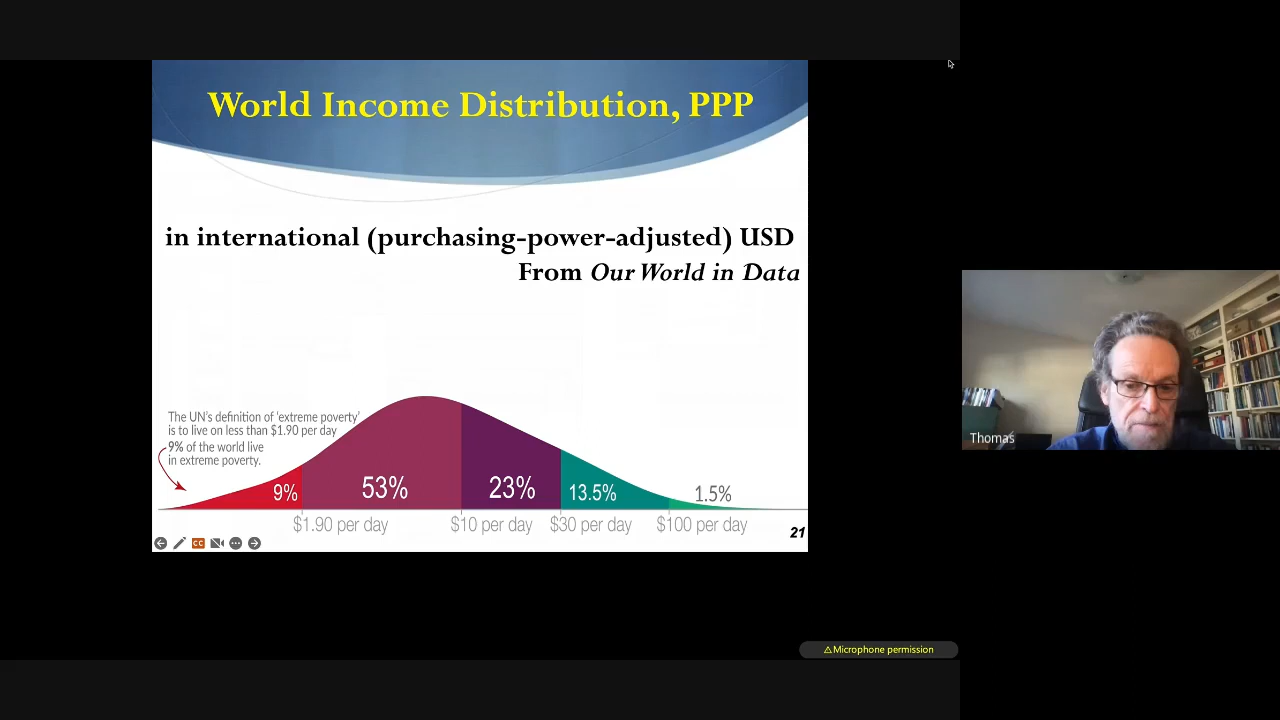 World Income Distribution, PPP
in international (purchasing-power-adjusted) USD
From Our World in Data
The UN's definition of 'extreme poverty'
is to live on less than $1.90 per day
9% of the world live
in extreme poverty.
9%
53%
23%
13.5%
1.5%
$1.90 per day
$10 per day
$30 per day
$100 per day
21
CC
Thomas
⚠Microphone permission